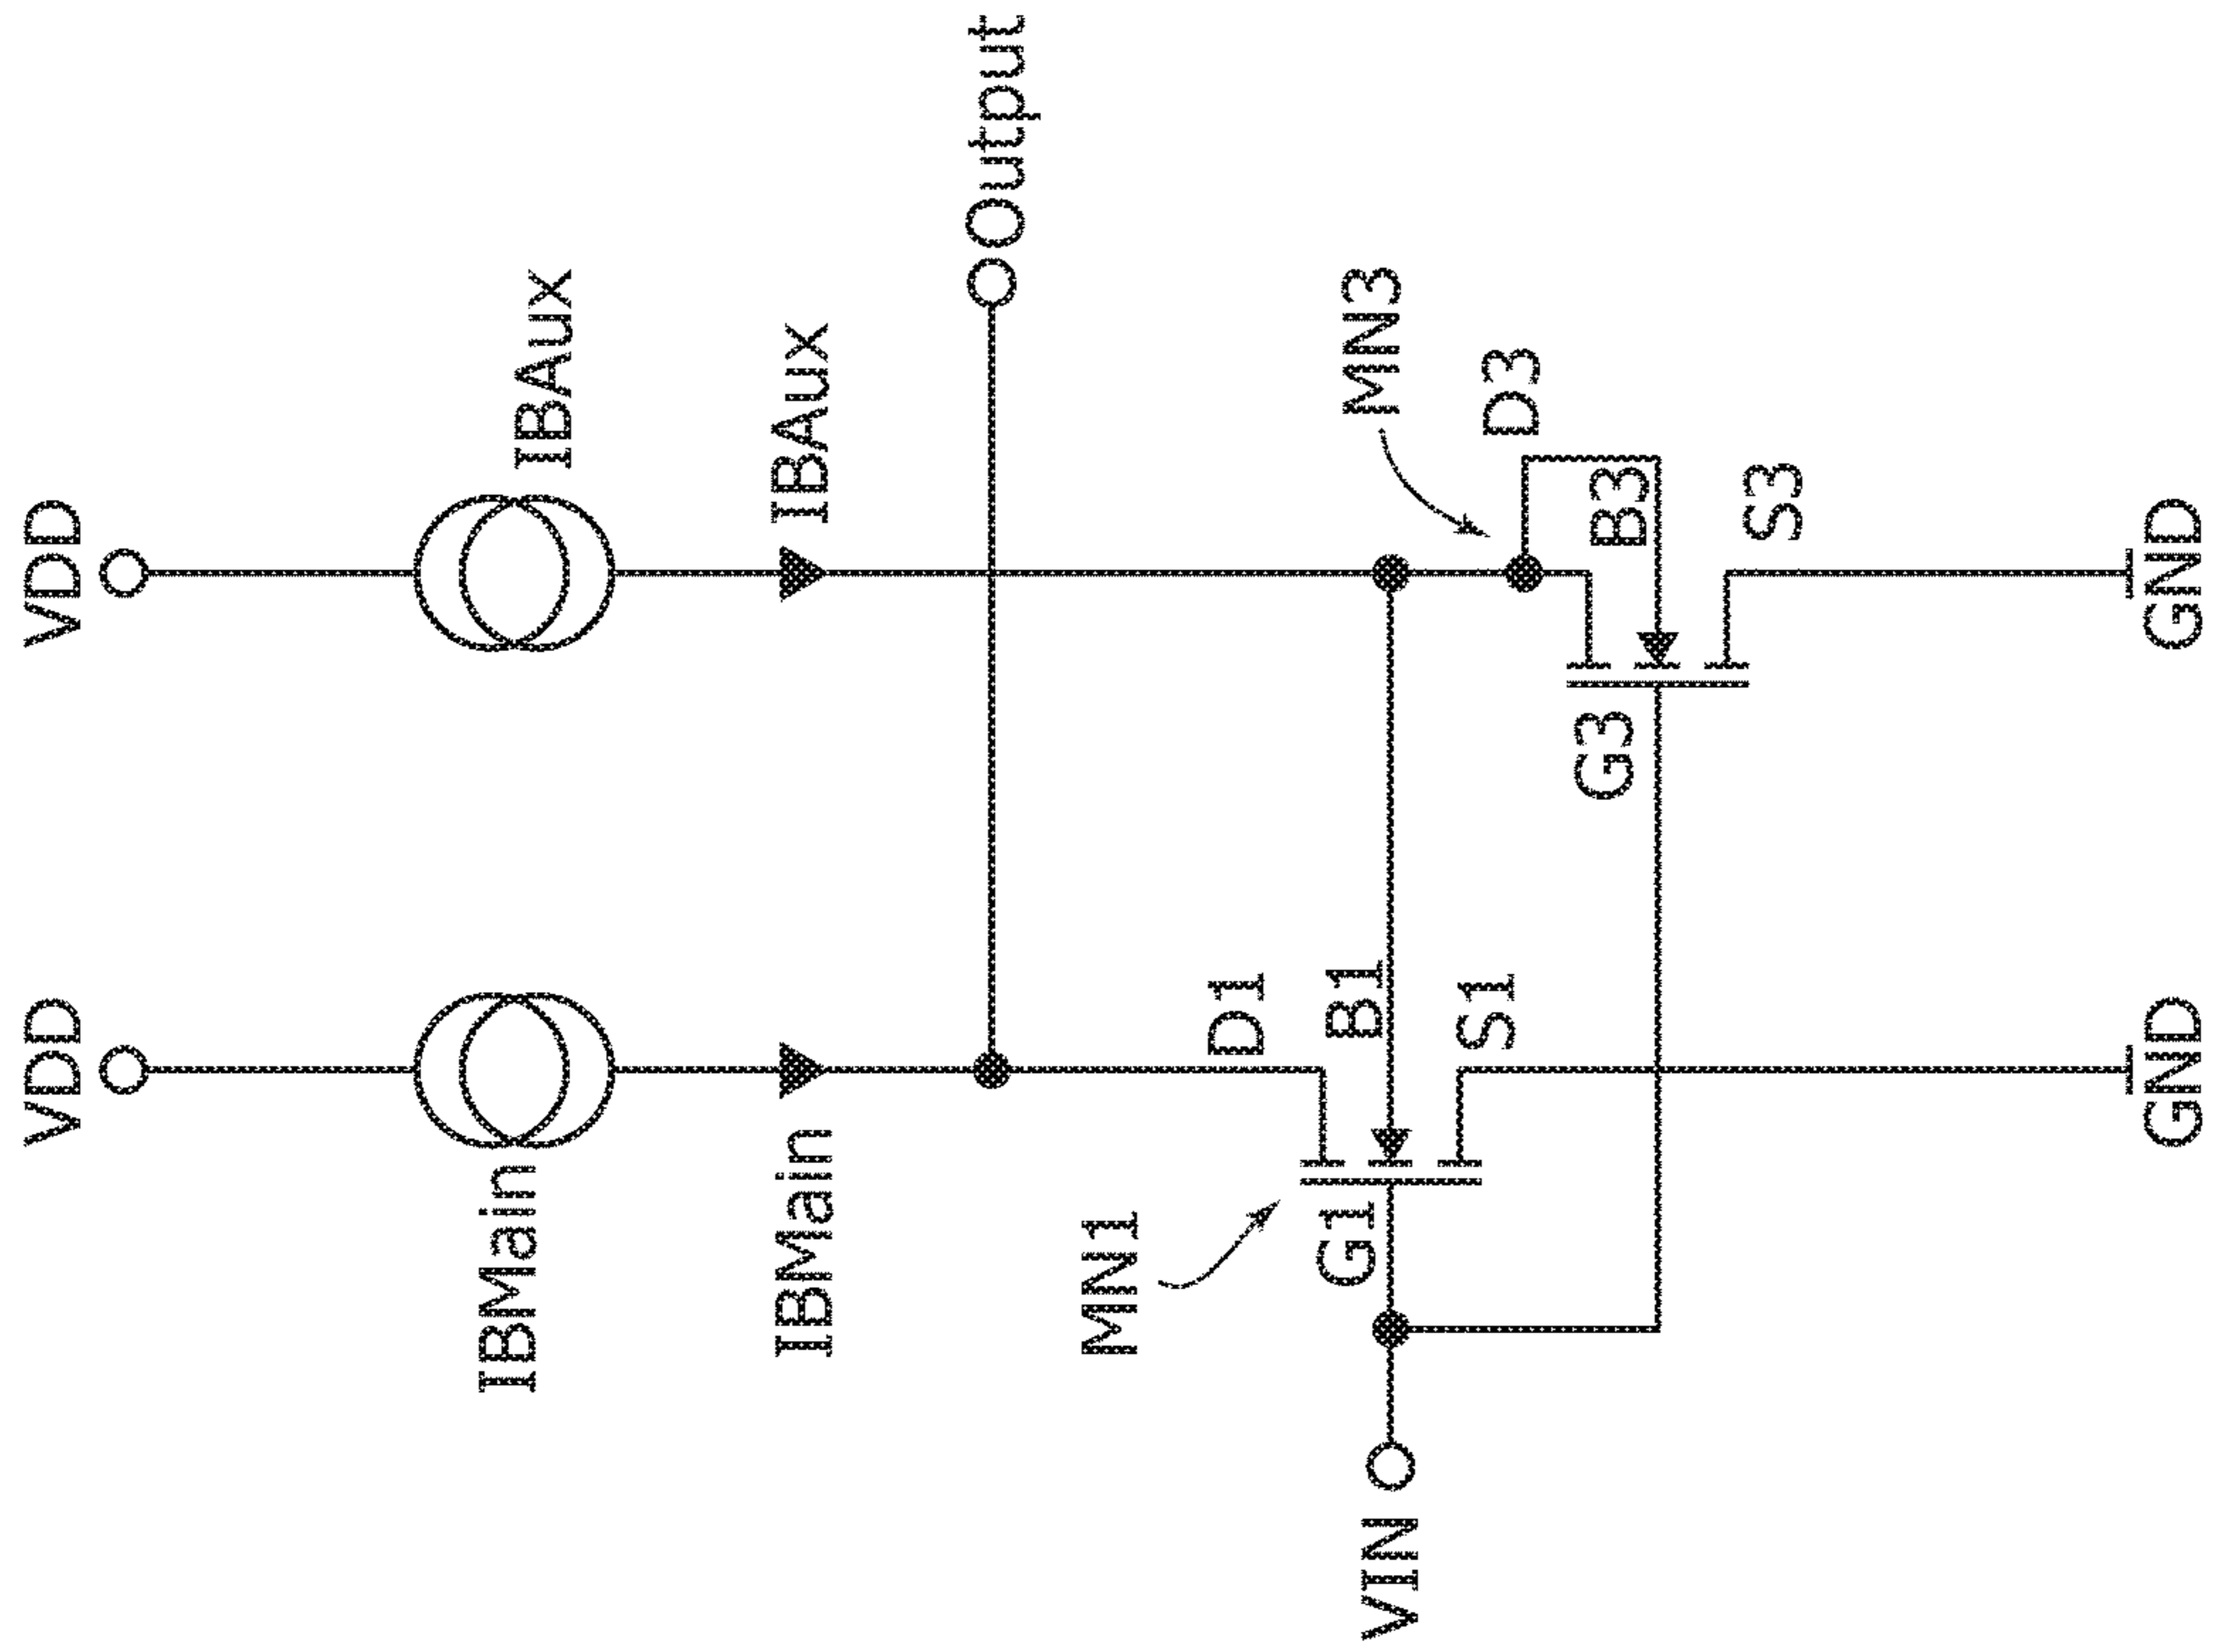 VDD
VDD
IBMain
IBAux
IBMain
IBAux
Output
MN1
D1
MN3
VIN
G1
B1
S1
D3
G3
B3
S3
GND
GND